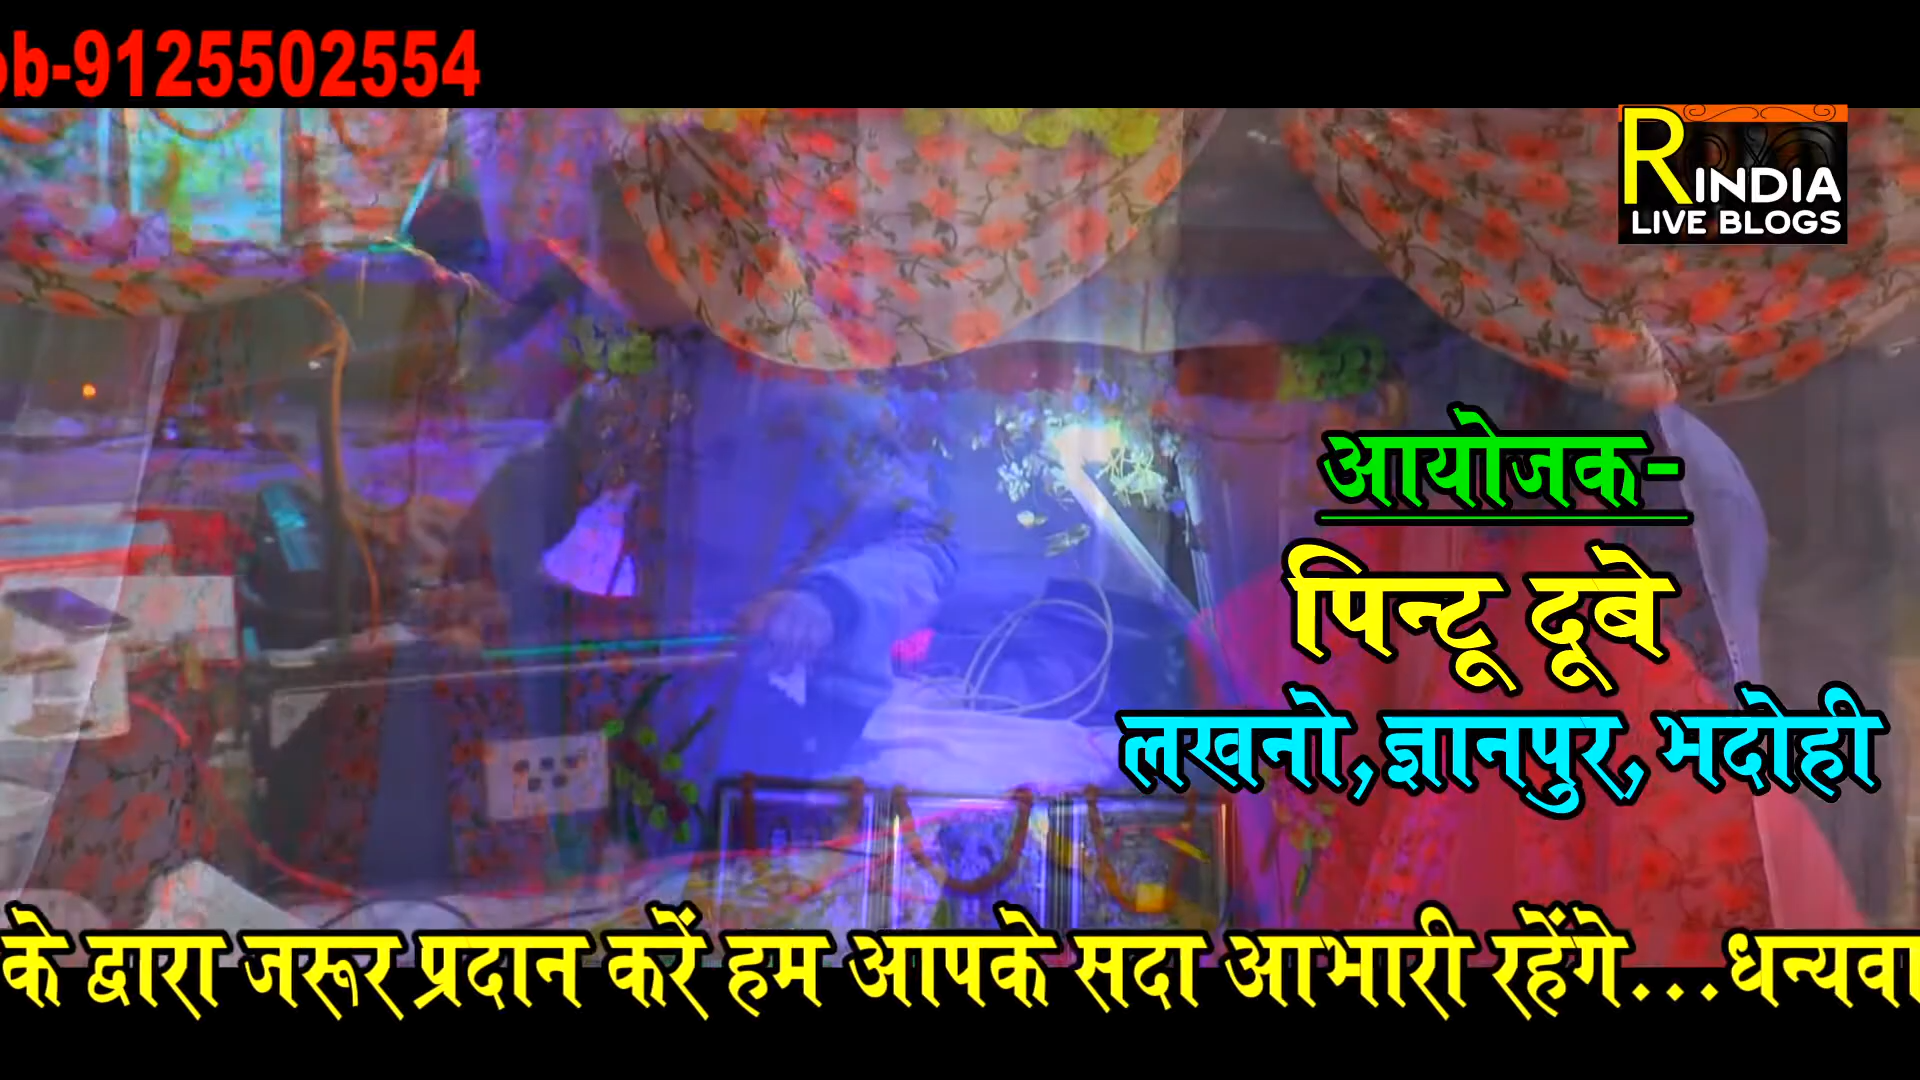 ob-9125502554
RINDIA
LIVE BLOGS
आयोजक-
पिन्टू दूबे
लखनो,ज्ञानपुर,भदोही
के द्वारा जरूर प्रदान करें हम आपके सदा आभारी रहेंगे...धन्यवा